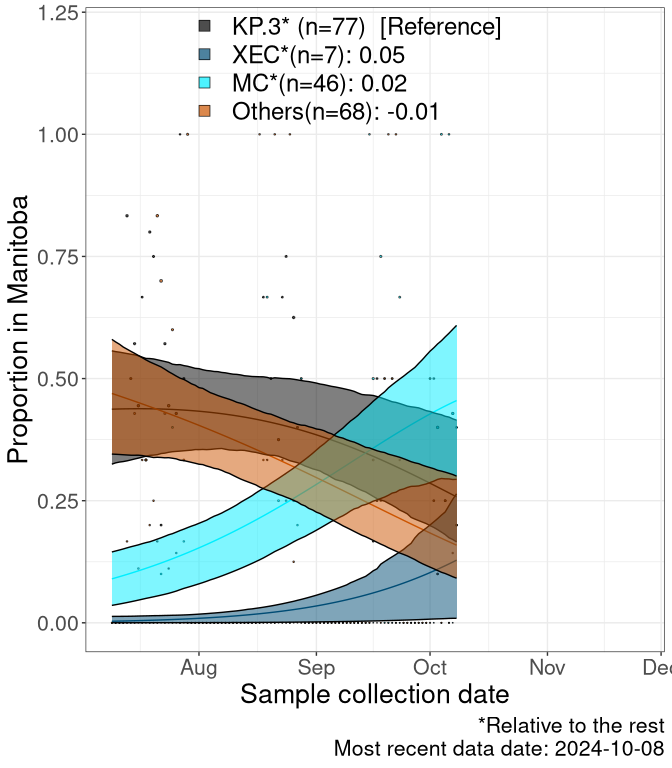 KP.3* (n=77)  [Reference]
XEC*(n=7): 0.05
MC*(n=46): 0.02
Others(n=68): -0.01
Proportion in Manitoba
1.25
1.00
0.75
0.50
0.25
0.00
Aug Sep Oct Nov Dec
Sample collection date
*Relative to the rest
Most recent data date: 2024-10-08